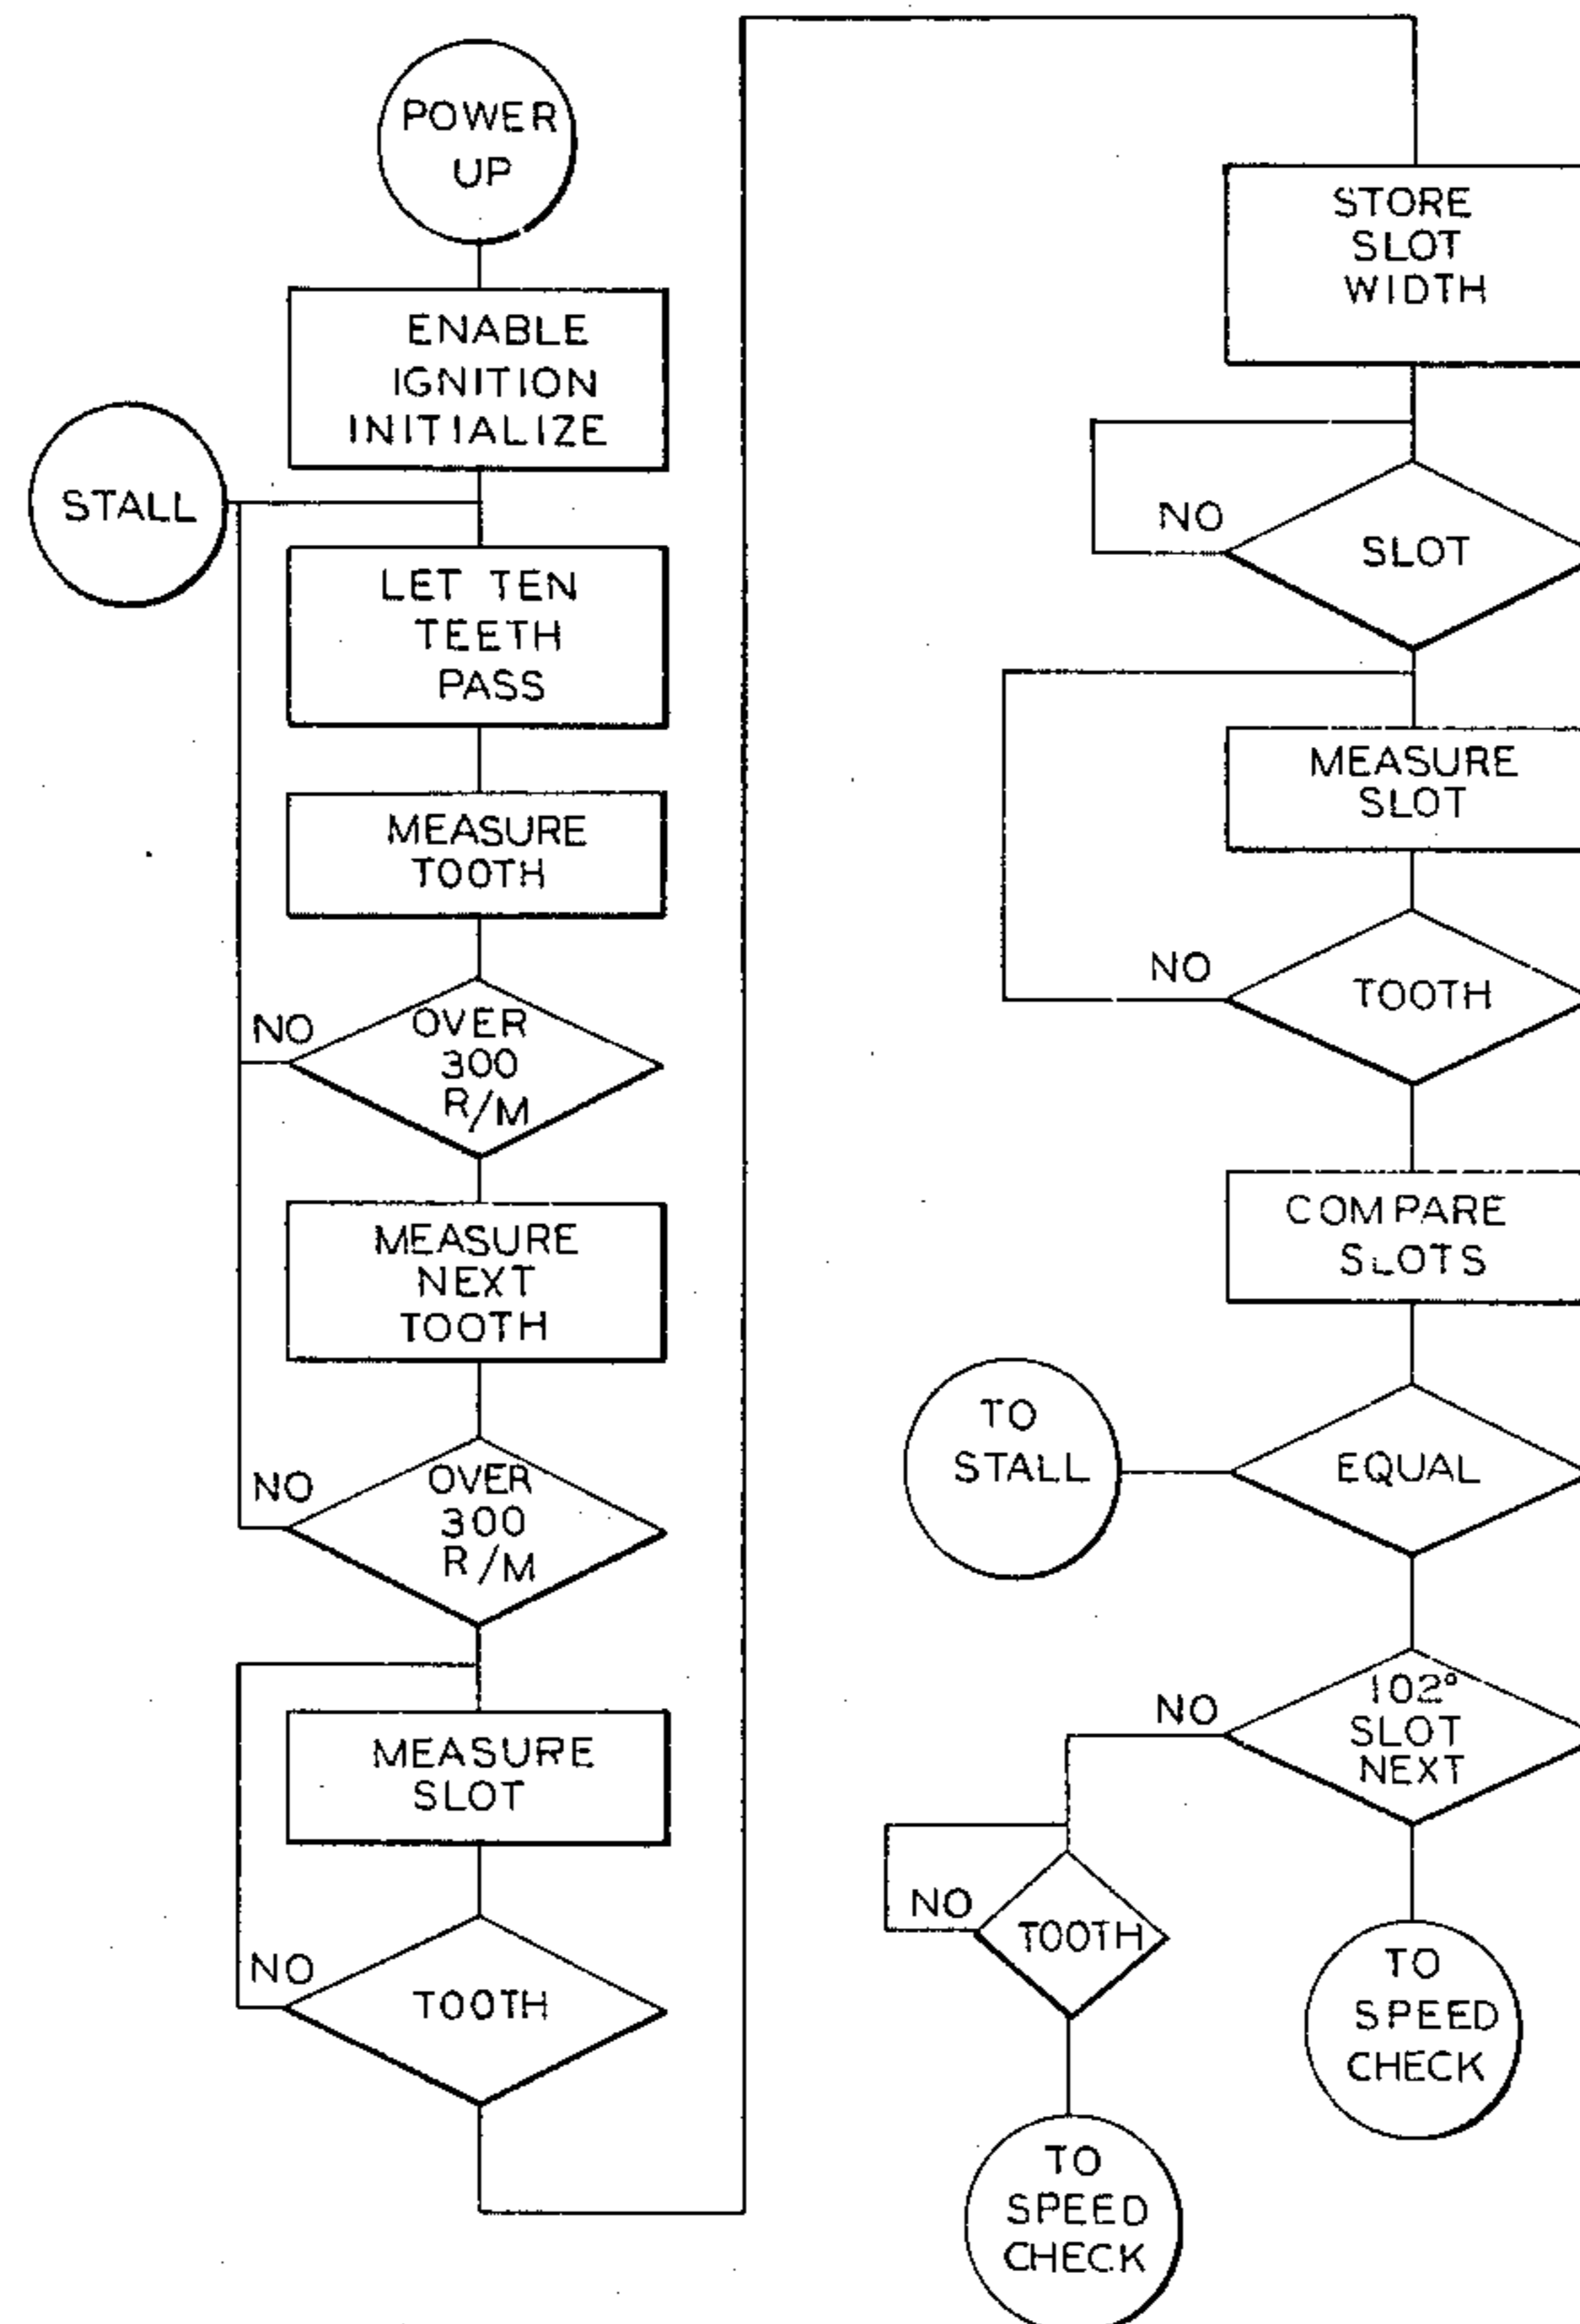 POWER
UP
ENABLE
IGNITION
INITIALIZE
STALL
LET TEN
TEETH
PASS
MEASURE
TOOTH
NO
OVER
300
R/M
MEASURE
NEXT
TOOTH
NO
OVER
300
R/M
MEASURE
SLOT
NO
TOOTH
STORE
SLOT
WIDTH
NO
SLOT
MEASURE
SLOT
NO
TOOTH
COMPARE
SLOTS
TO
STALL
EQUAL
NO
102°
SLOT
NEXT
NO
TOOTH
TO
SPEED
CHECK
TO
SPEED
CHECK